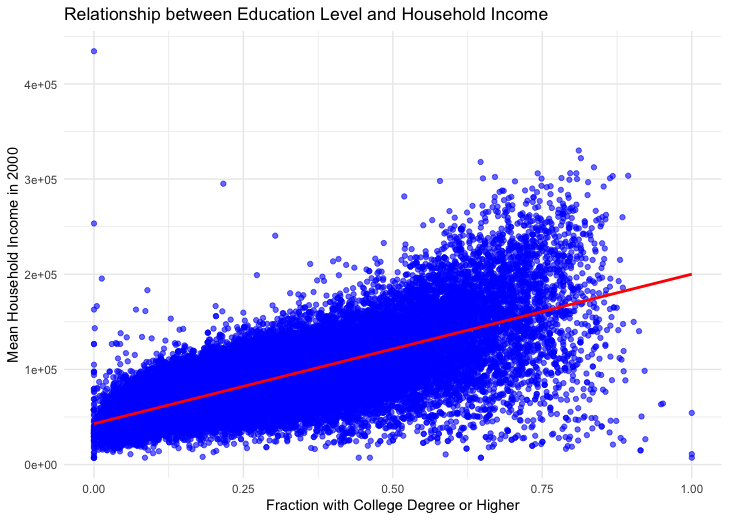 Relationship between Education Level and Household Income
Mean Household Income in 2000
4e+05
3e+05
2e+05
1e+05
0e+00
0.00 0.25 0.50 0.75 1.00
Fraction with College Degree or Higher